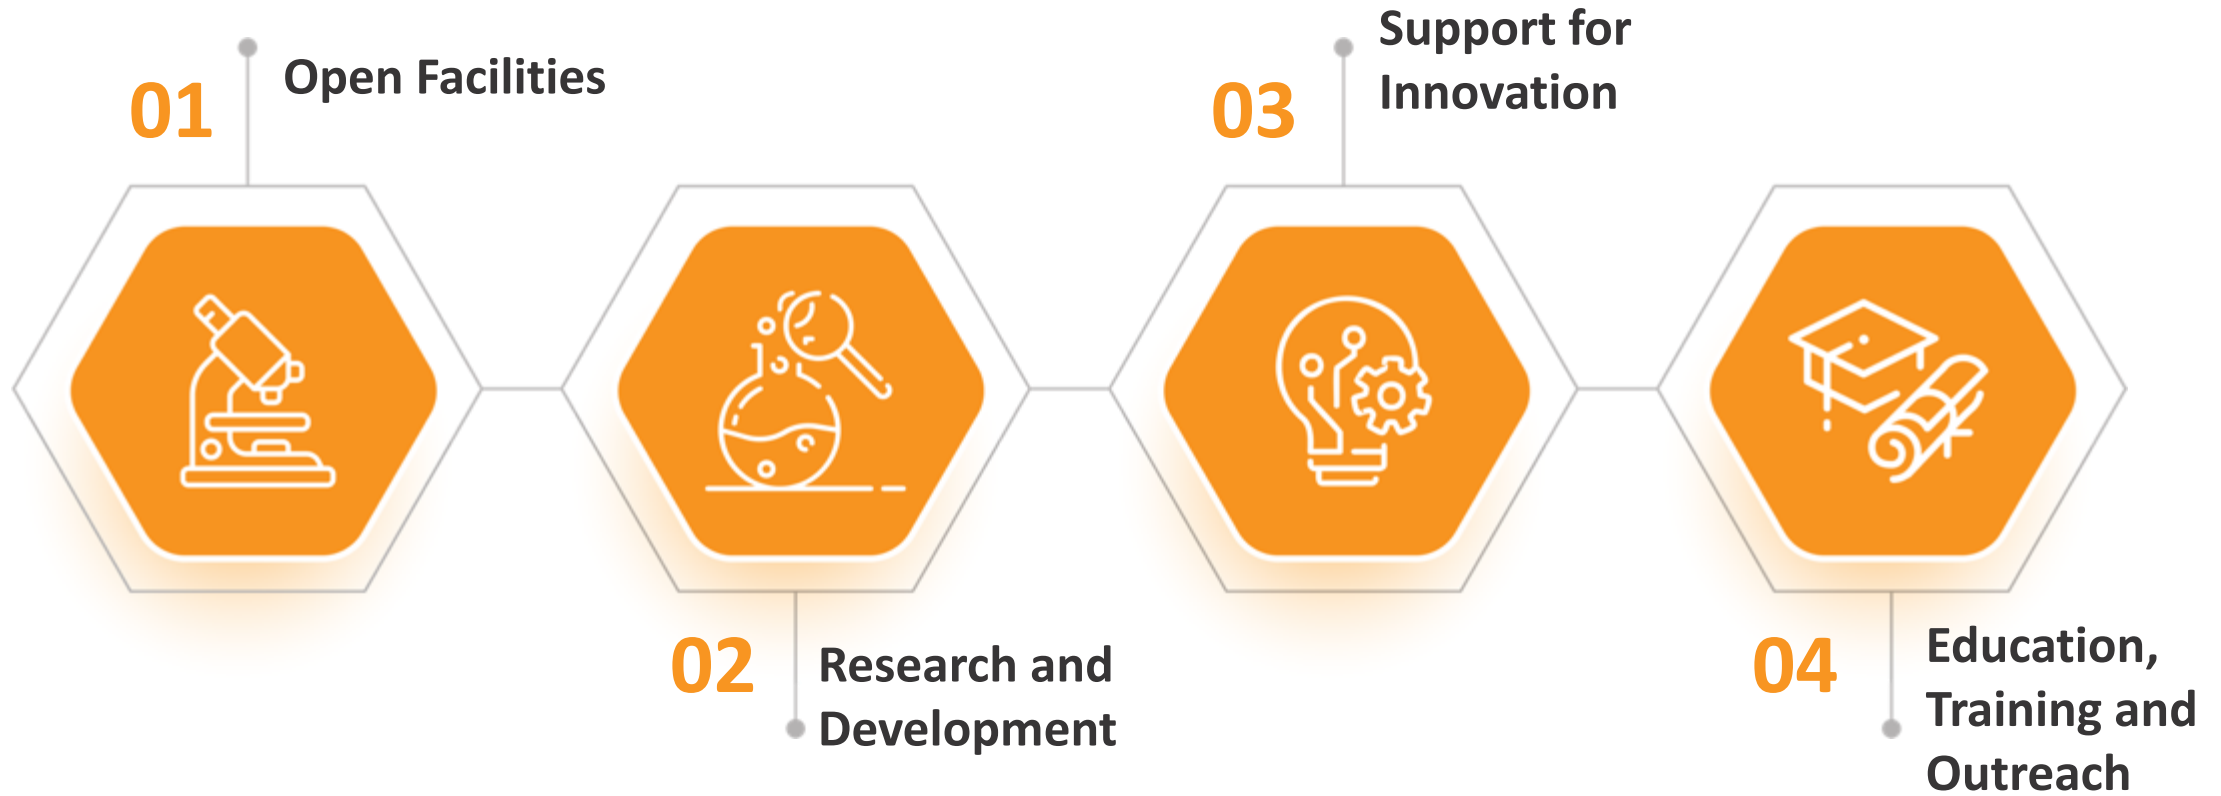 01
Open Facilities
02
Research and
Development
03
Support for
Innovation
04
Education,
Training and
Outreach